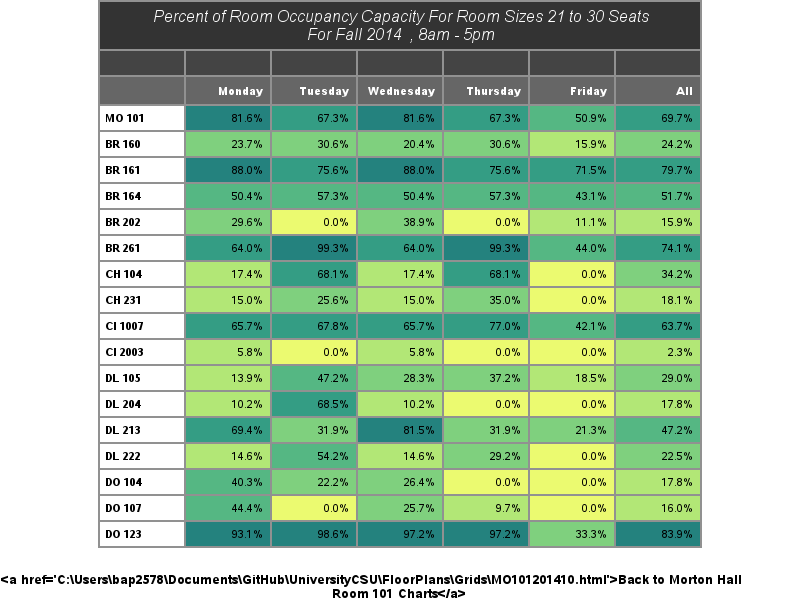 Percent of Room Occupancy Capacity For Room Sizes 21 to 30 Seats
For Fall 2014 , 8am - 5pm
Monday Tuesday Wednesday Thursday Friday All
MO 101 81.6% 67.3% 81.6% 67.3% 50.9% 69.7%
BR 160 23.7% 30.6% 20.4% 30.6% 15.9% 24.2%
BR 161 88.0% 75.6% 88.0% 75.6% 71.5% 79.7%
BR 164 50.4% 57.3% 50.4% 57.3% 43.1% 51.7%
BR 202 29.6% 0.0% 38.9% 0.0% 11.1% 15.9%
BR 261 64.0% 99.3% 64.0% 99.3% 44.0% 74.1%
CH 104 17.4% 68.1% 17.4% 68.1% 0.0% 34.2%
CH 231 15.0% 25.6% 15.0% 35.0% 0.0% 18.1%
CI 1007 65.7% 67.8% 65.7% 77.0% 42.1% 63.7%
CI 2003 5.8% 0.0% 5.8% 0.0% 0.0% 2.3%
DL 105 13.9% 47.2% 28.3% 37.2% 18.5% 29.0%
DL 204 10.2% 68.5% 10.2% 0.0% 0.0% 17.8%
DL 213 69.4% 31.9% 81.5% 31.9% 21.3% 47.2%
DL 222 14.6% 54.2% 14.6% 29.2% 0.0% 22.5%
DO 104 40.3% 22.2% 26.4% 0.0% 0.0% 17.8%
DO 107 44.4% 0.0% 25.7% 9.7% 0.0% 16.0%
DO 123 93.1% 98.6% 97.2% 97.2% 33.3% 83.9%
<a href='C:\Users\bap2578\Documents\GitHub\UniversityCSU\FloorPlans\Grids\MO101201410.html'>Back to Morton Hall
Room 101 Charts</a>